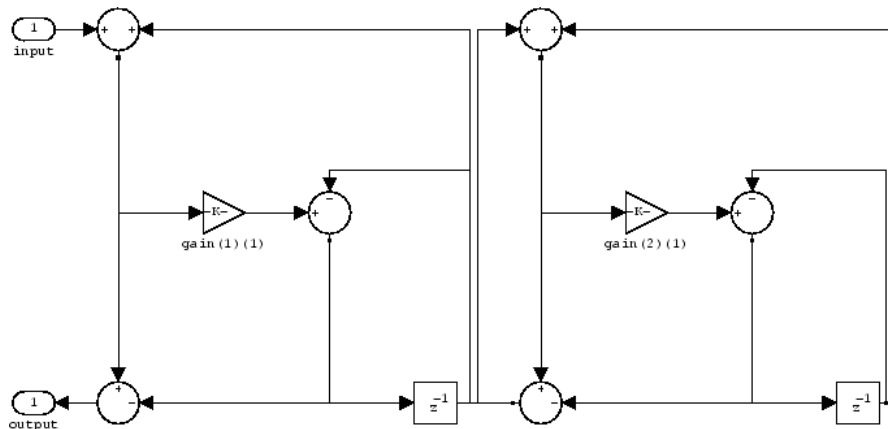 1
input
+
+
+
+
-K-
+
-
gain(1)(1)
-K-
+
-
gain(2)(1)
1
output
+
-
z-1
+
-
z-1